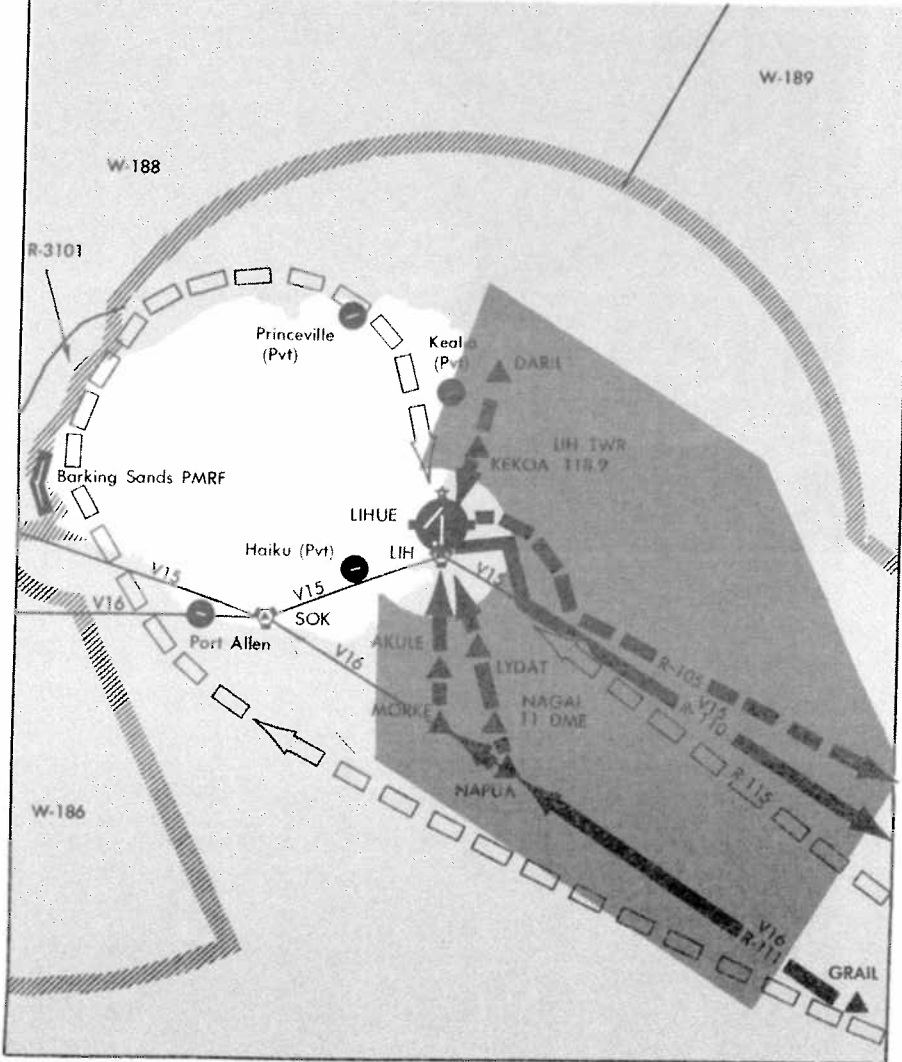 W-189
W-188
R-3101
Princeville
(Pvt)
Kealia
(Pvt)
DARIL
LIH TWR
KEKOA 118.9
Barking Sands PMRF
LIHUE
Haiku (Pvt)
LIH
V15
V15
V15
V16
SOK
Port Allen
V16
AKULE
LYDAT
R-105
MORKE
NAGAI
11 DME
V15
R-115
NAPUA
W-186
V16
R-111
GRAIL